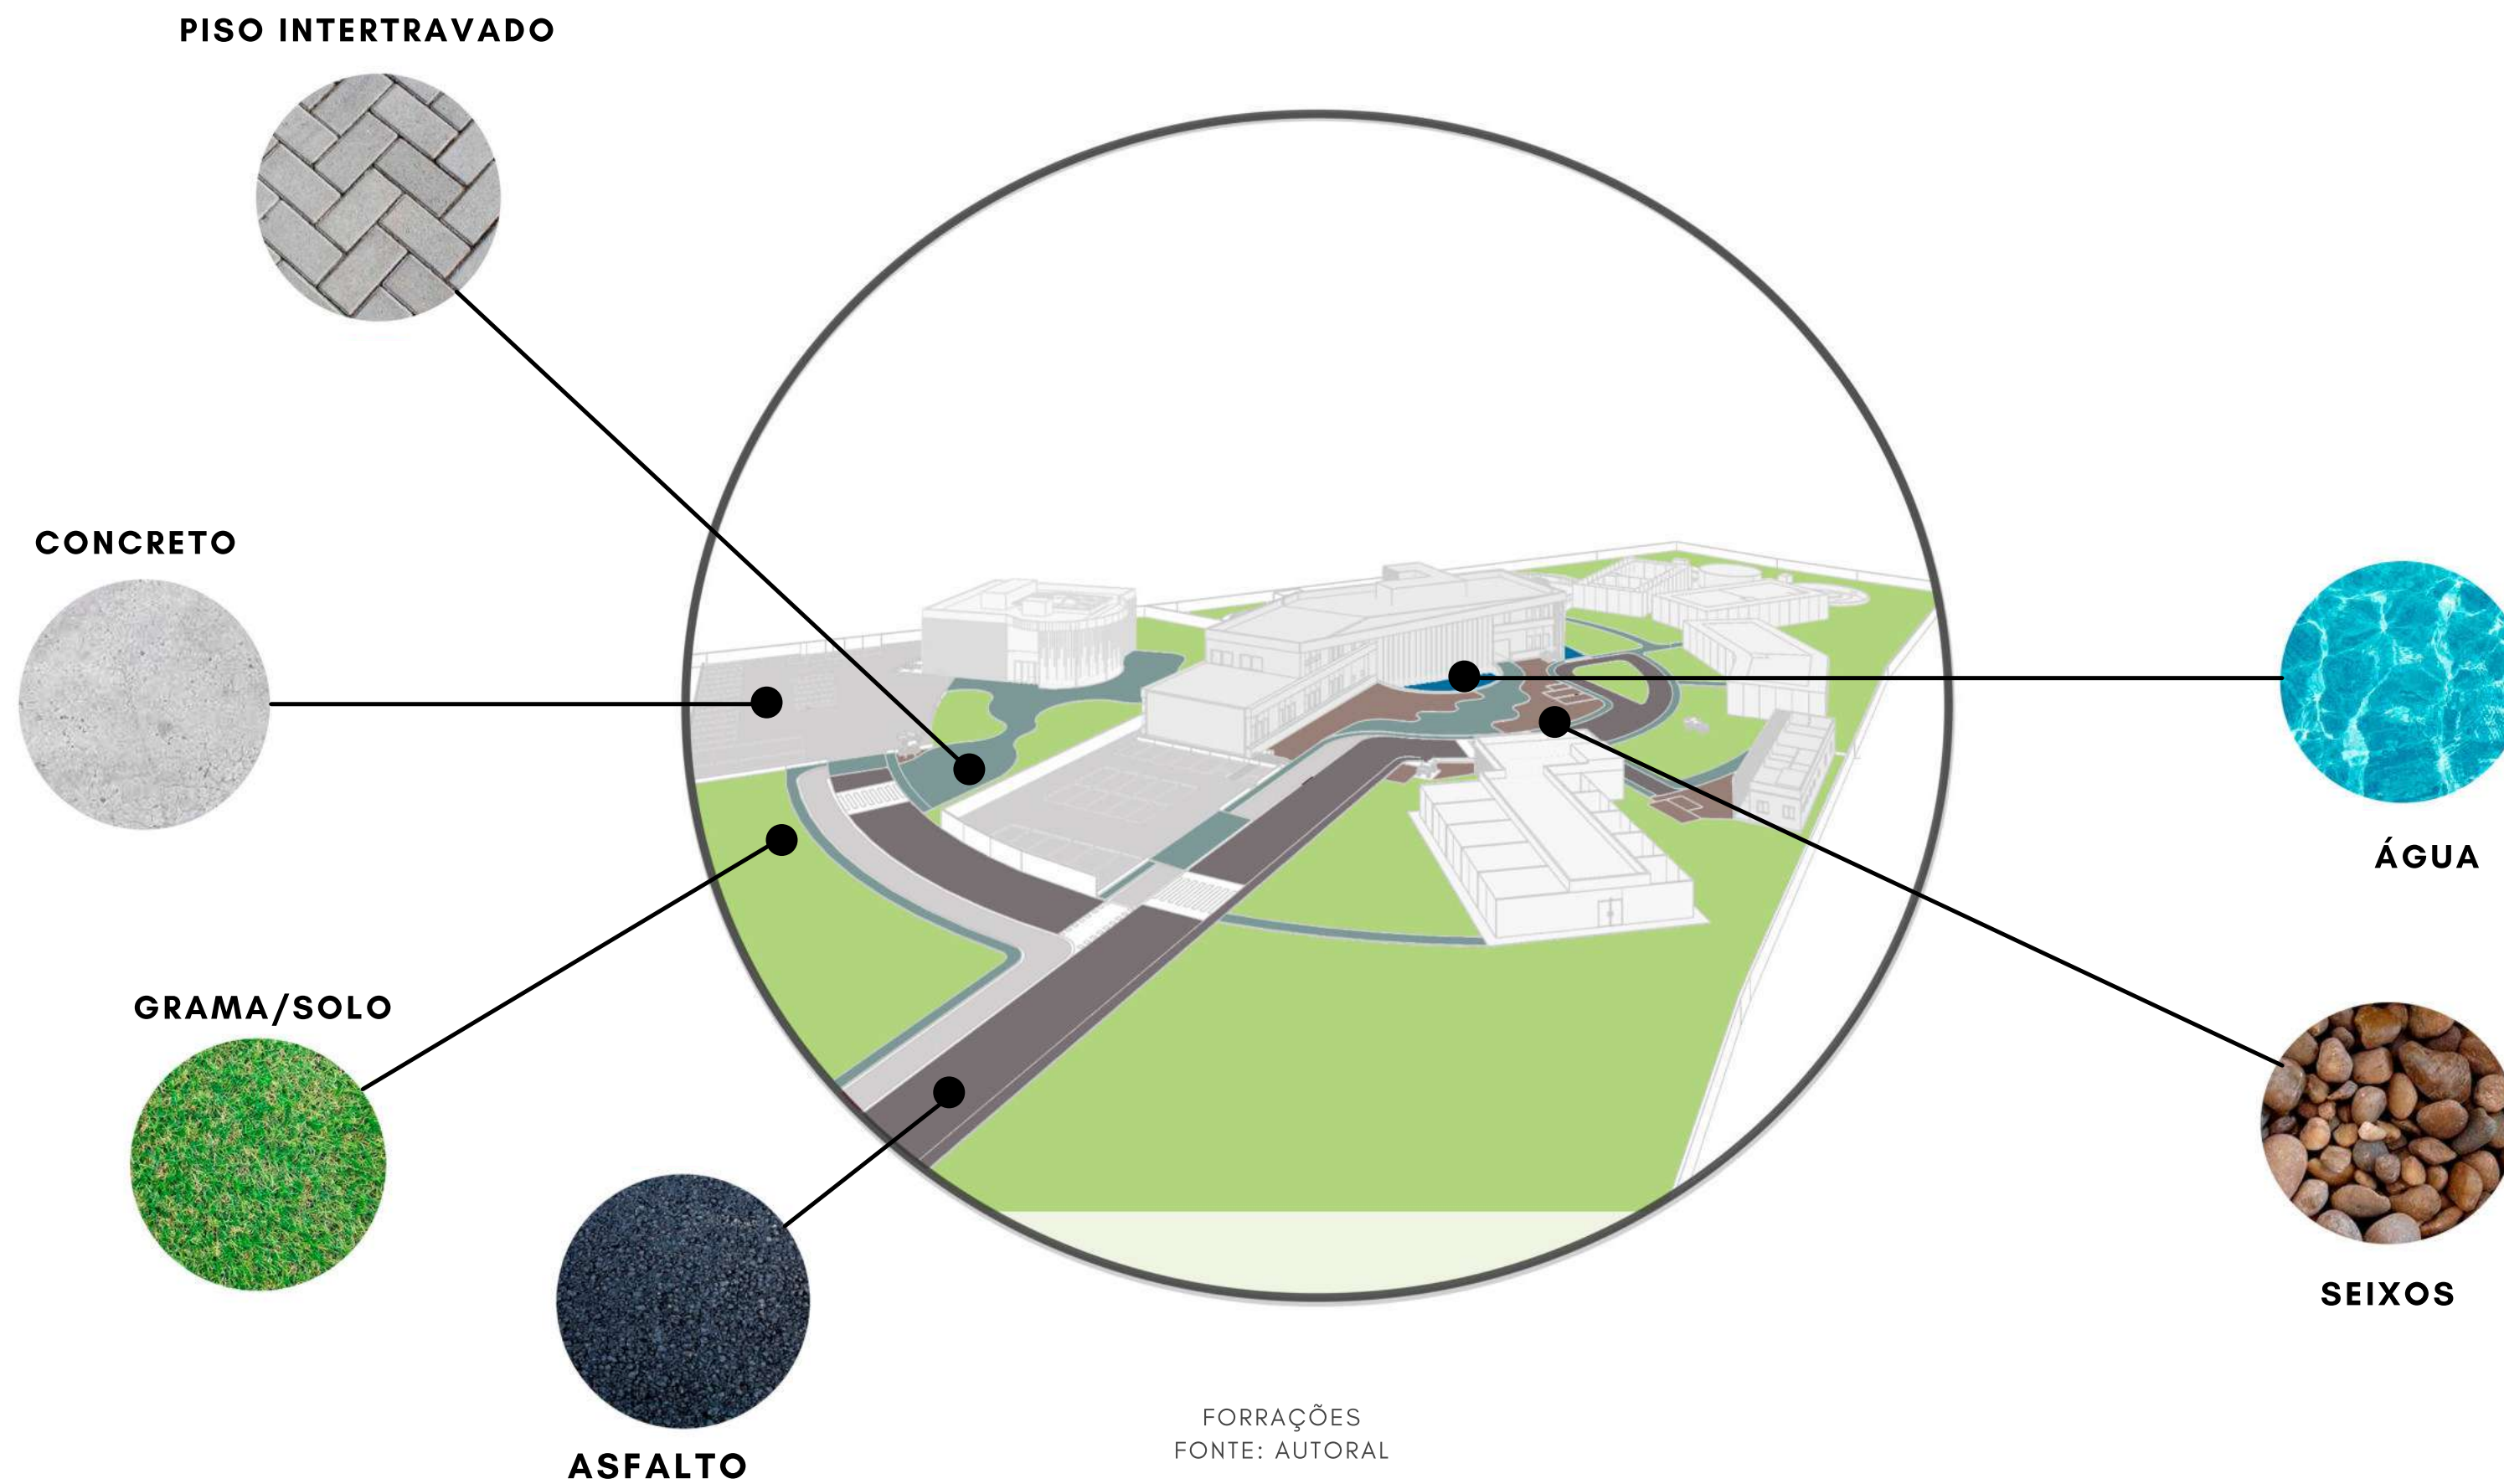 PISO INTERTRAVADO
CONCRETO
ÁGUA
GRAMA/SOLO
SEIXOS
FORRAÇÕES
FONTE: AUTORAL
ASFALTO